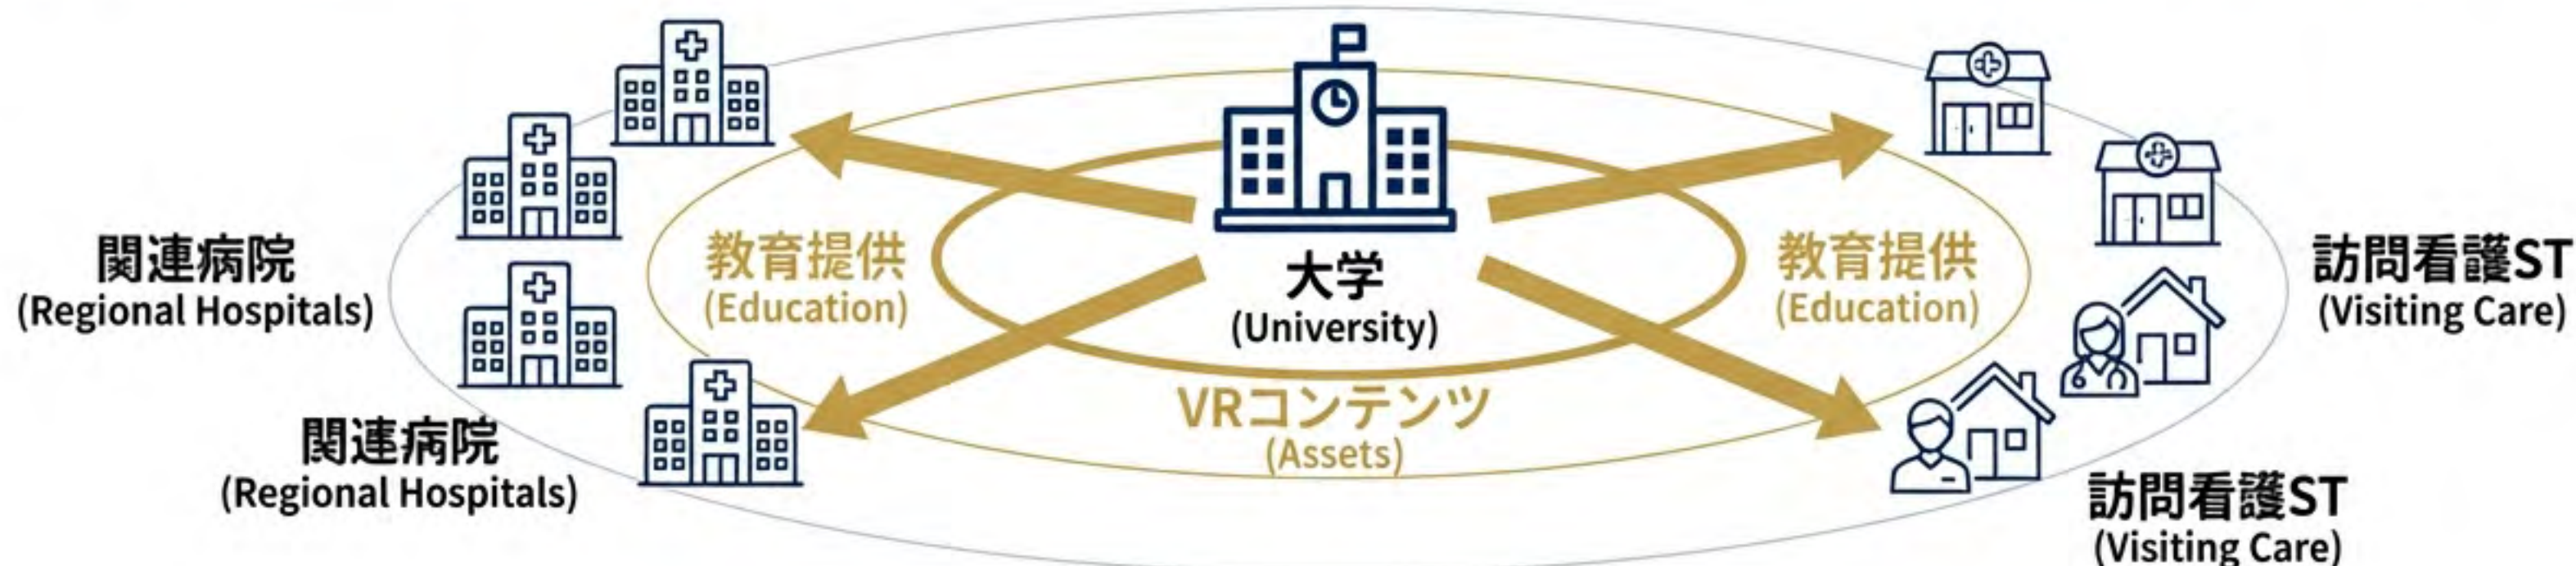 関連病院
(Regional Hospitals)
関連病院
(Regional Hospitals)
教育提供
(Education)
大学
(University)
VRコンテンツ
(Assets)
教育提供
(Education)
訪問看護ST
(Visiting Care)
訪問看護ST
(Visiting Care)